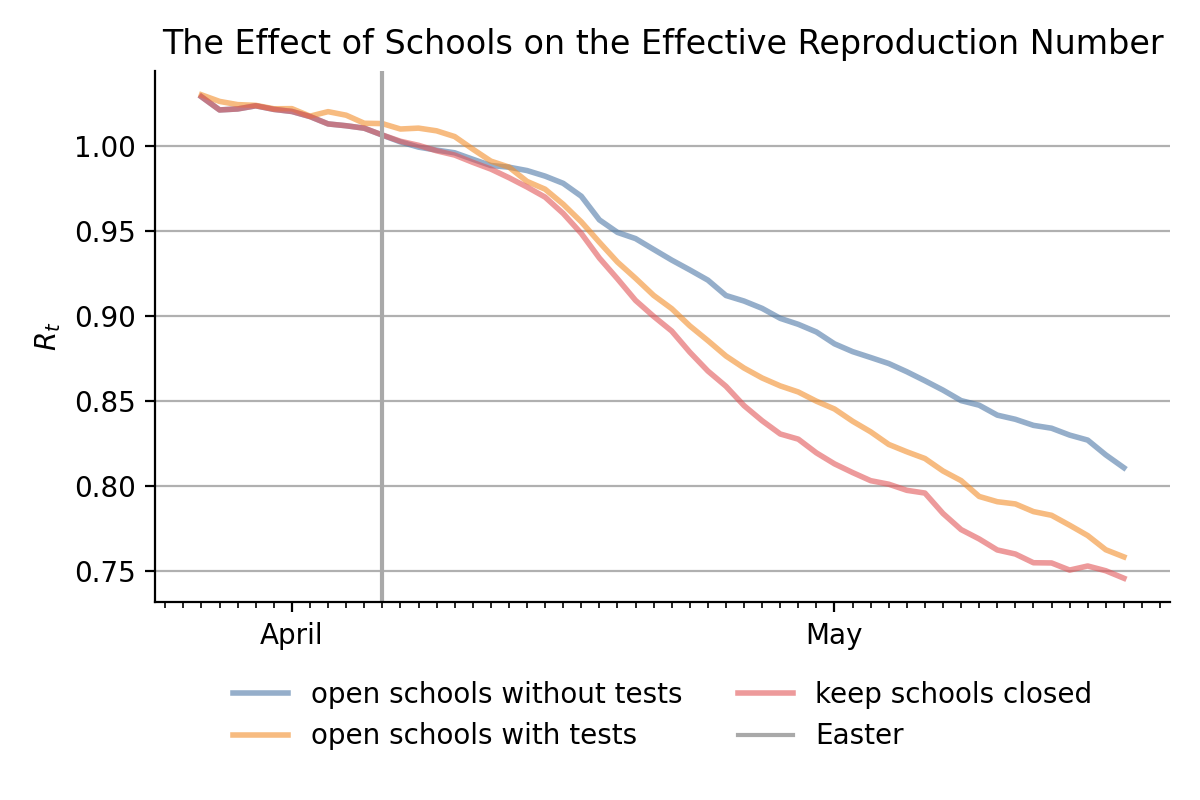 The Effect of Schools on the Effective Reproduction Number
1.00
0.95
0.90
0.85
0.80
0.75
Rt
April May
open schools without tests
open schools with tests
keep schools closed
Easter